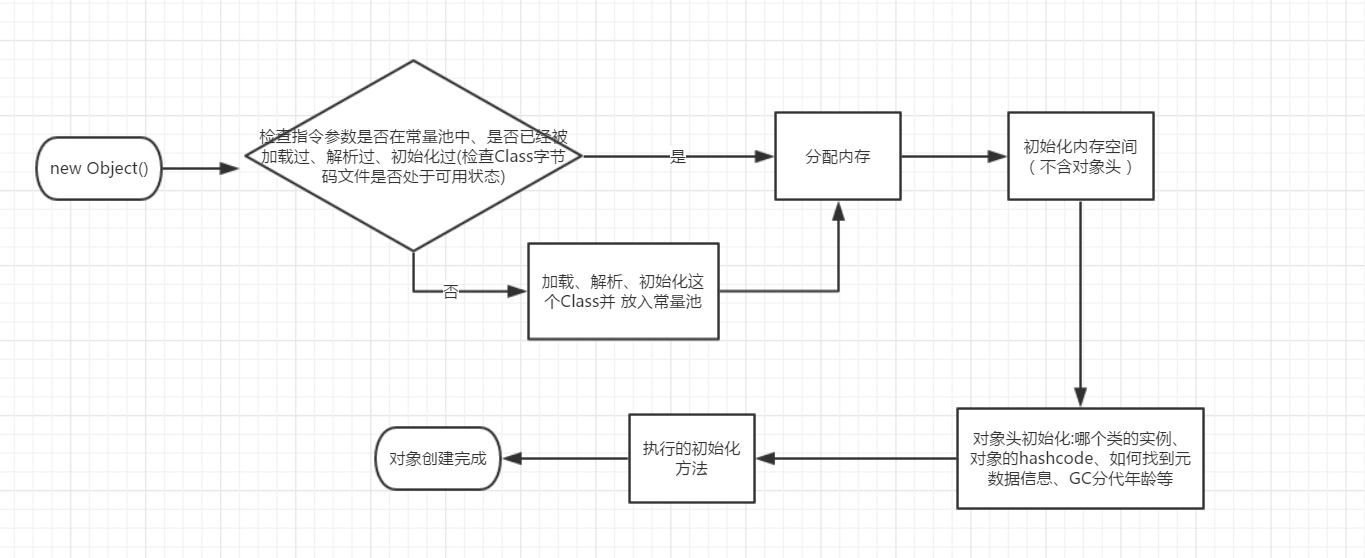 new Object()
检查指令参数是否在常量池中、是否已经被
加载过、解析过、初始化过(检查Class字节
码文件是否处于可用状态)
是
分配内存
初始化内存空间
（不含对象头）
否
加载、解析、初始化这
个Class并 放入常量池
对象头初始化:哪个类的实例、
对象的hashcode、如何找到元
数据信息、GC分代年龄等
执行的初始化
方法
对象创建完成